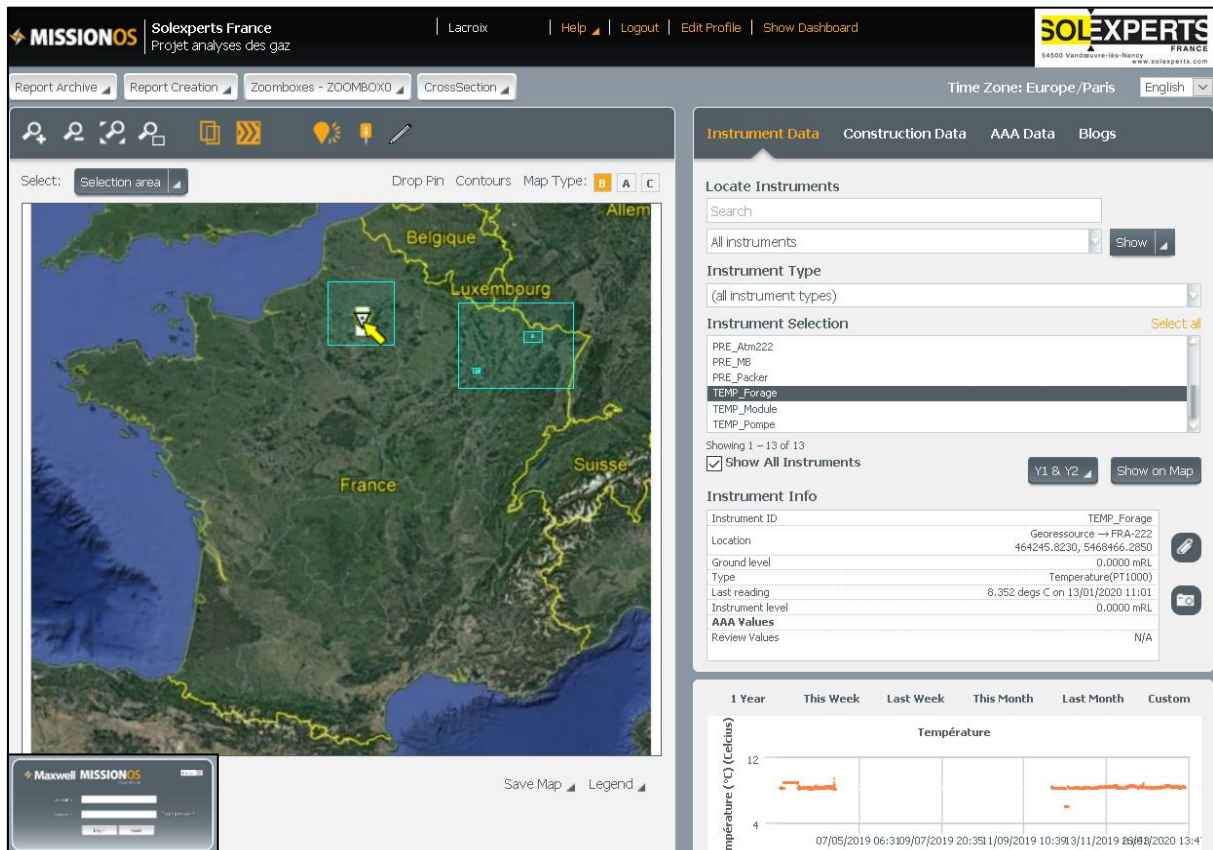 MISSIONOS Solexperts France Lacroix Help Logout Edit Profile Show Dashboard
Projet analyses des gaz
SOLEXPERTS
FRANCE
54500 Vandœuvre-lès-Nancy
www.solexperts.com
Report Archive Report Creation Zoomboxes - ZOOMBOX0 CrossSection Time Zone: Europe/Paris English
Instrument Data Construction Data AAA Data Blogs
Select: Selection area Drop Pin Contours Map Type: B A C
Allem
Belgique
Luxembourg
Suisse
France
Locate Instruments
Search
All instruments Show
Instrument Type
(all instrument types)
Instrument Selection Select all
PRE_Atm222
PRE_MB
PRE_Packer
TEMP_Forage
TEMP_Module
TEMP_Pompe
Showing 1 – 13 of 13
Show All Instruments Y1 & Y2 Show on Map
Instrument Info
Instrument ID TEMP_Forage
Location Georessource → FRA-222
464245.8230, 5468466.2850
Ground level 0.0000 mRL
Type Temperature(PT1000)
Last reading 8.352 degs C on 13/01/2020 11:01
Instrument level 0.0000 mRL
AAA Values
Review Values N/A
1 Year This Week Last Week This Month Last Month Custom
Température
mpérature (°C) (Celcius)
12
4
07/05/2019 06:31 09/07/2019 20:35 11/09/2019 10:39 13/11/2019 /2020 13:4
Save Map Legend
Maxwell MISSIONOS